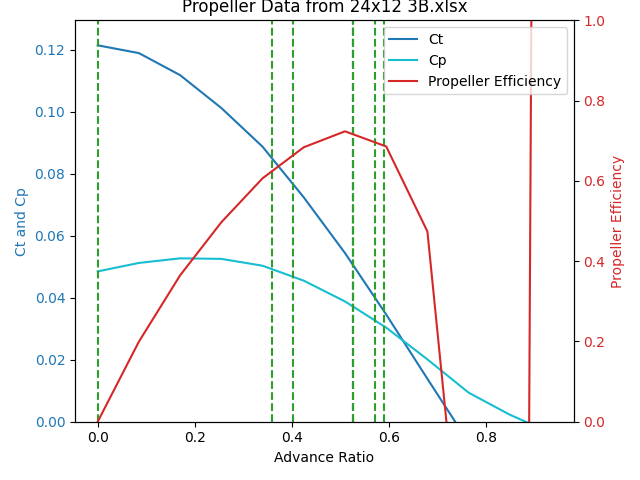 Propeller Data from 24x12 3B.xlsx
Ct
Cp
Propeller Efficiency
0.12
0.10
0.08
0.06
0.04
0.02
0.00
Ct and Cp
1.0
0.8
0.6
0.4
0.2
0.0
Propeller Efficiency
0.0 0.2 0.4 0.6 0.8
Advance Ratio